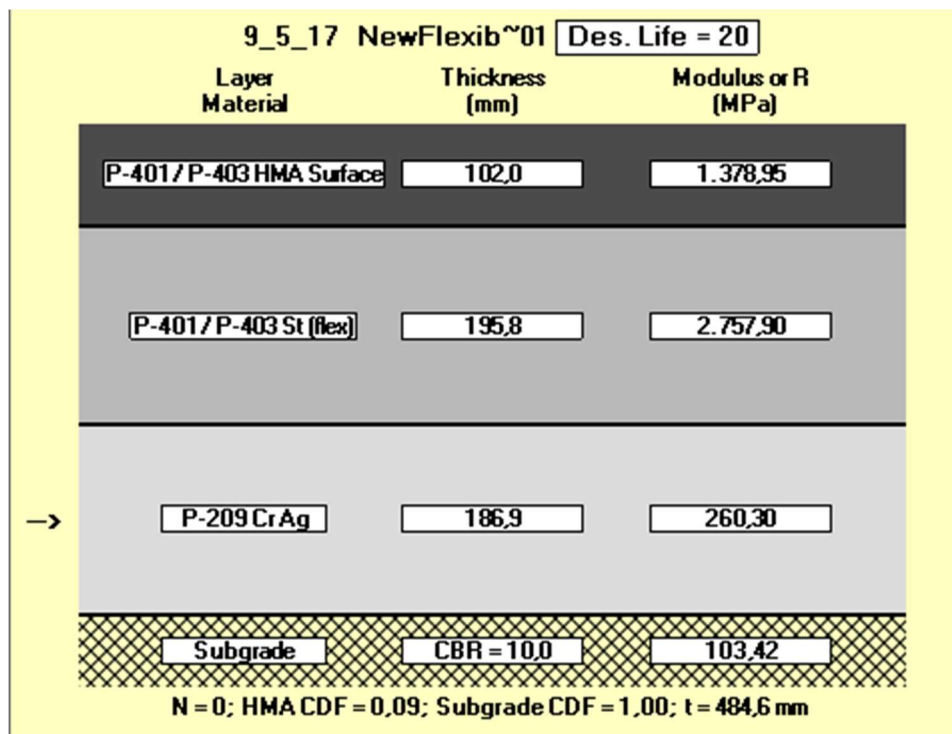 9_5_17 NewFlexib~01 Des. Life = 20
Layer Material Thickness (mm) Modulus or R (MPa)
P-401 / P-403 HMA Surface 102,0 1.378,95
P-401 / P-403 St (flex) 195,8 2.757,90
--> P-209 Cr Ag 186,9 260,30
Subgrade CBR = 10,0 103,42
N = 0; HMA CDF = 0,09; Subgrade CDF = 1,00; t = 484,6 mm